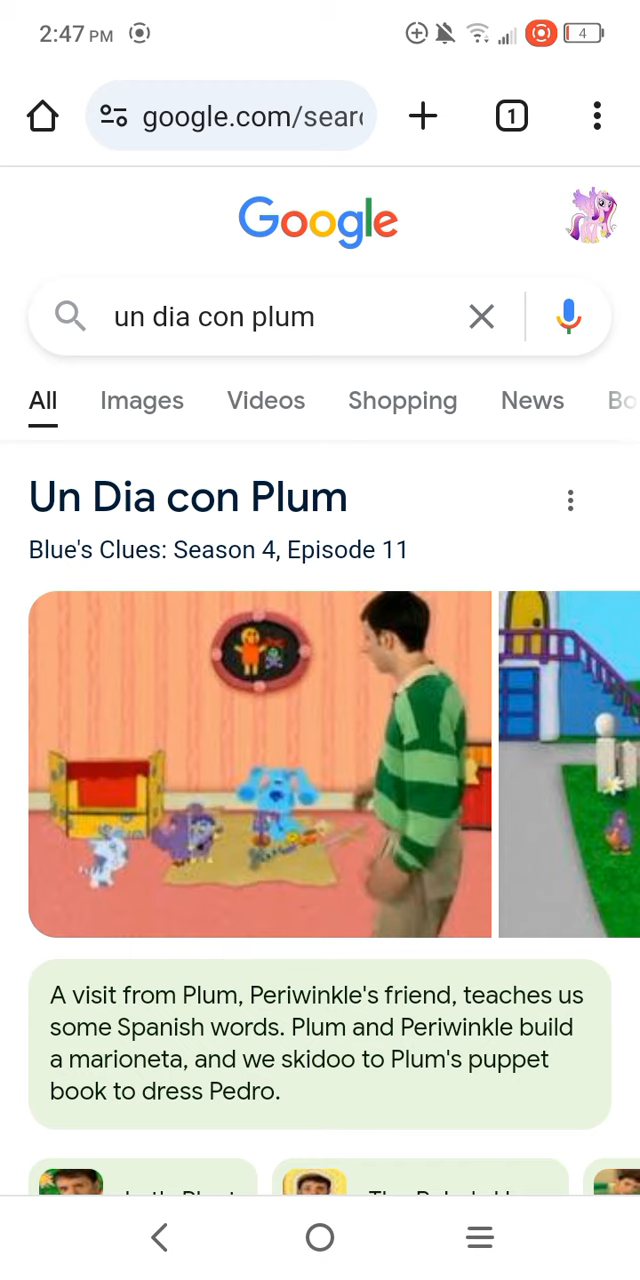 2:47 PM
4
google.com/sear
1
Google
un dia con plum
All Images Videos Shopping News Bo
Un Dia con Plum
Blue's Clues: Season 4, Episode 11
A visit from Plum, Periwinkle's friend, teaches us
some Spanish words. Plum and Periwinkle build
a marioneta, and we skidoo to Plum's puppet
book to dress Pedro.